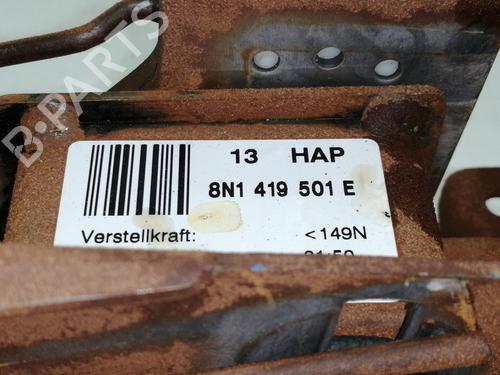 B·PARTS
13 HAP
8N1 419 501 E
Verstellkraft: <149N